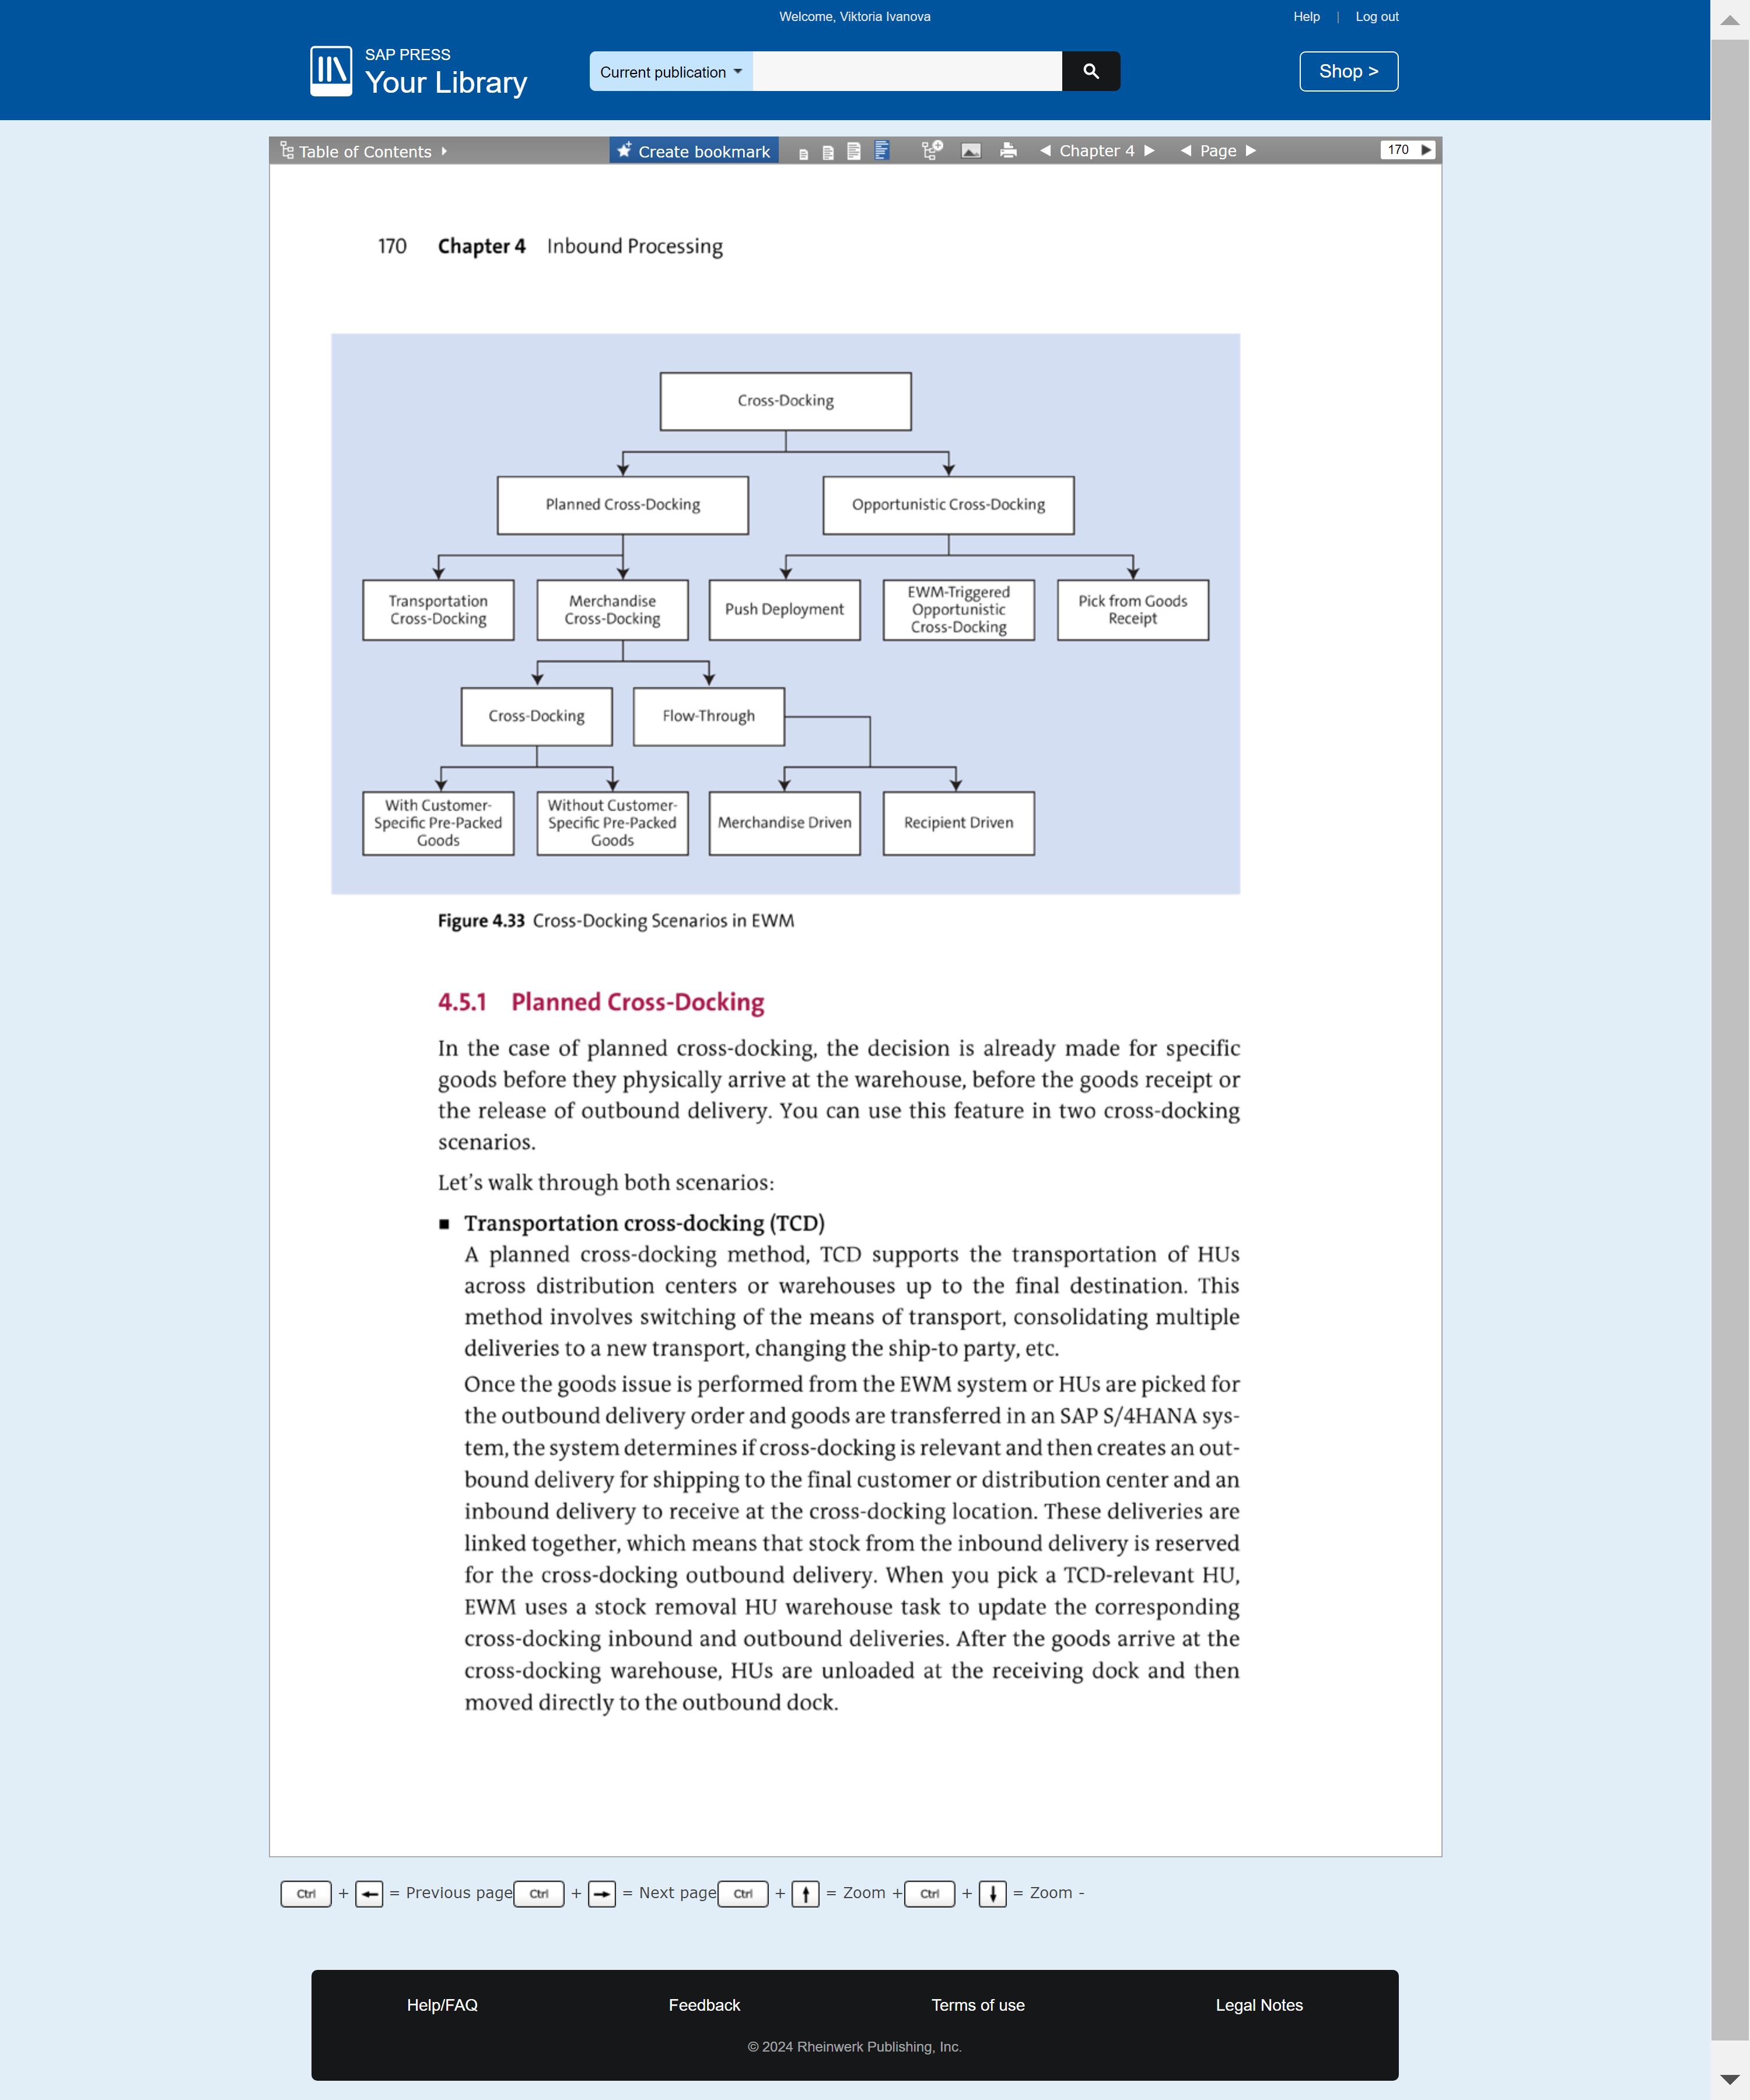 Welcome, Viktoria Ivanova
Help | Log out
SAP PRESS
Your Library
Current publication
Shop >
Table of Contents
Create bookmark
Chapter 4
Page
170
170 Chapter 4 Inbound Processing
Cross-Docking
Planned Cross-Docking
Opportunistic Cross-Docking
Transportation
Cross-Docking
Merchandise
Cross-Docking
Push Deployment
EWM-Triggered
Opportunistic
Cross-Docking
Pick from Goods
Receipt
Cross-Docking
Flow-Through
With Customer-
Specific Pre-Packed
Goods
Without Customer-
Specific Pre-Packed
Goods
Merchandise Driven
Recipient Driven
Figure 4.33 Cross-Docking Scenarios in EWM
4.5.1 Planned Cross-Docking
In the case of planned cross-docking, the decision is already made for specific
goods before they physically arrive at the warehouse, before the goods receipt or
the release of outbound delivery. You can use this feature in two cross-docking
scenarios.
Let's walk through both scenarios:
■ Transportation cross-docking (TCD)
A planned cross-docking method, TCD supports the transportation of HUs
across distribution centers or warehouses up to the final destination. This
method involves switching of the means of transport, consolidating multiple
deliveries to a new transport, changing the ship-to party, etc.
Once the goods issue is performed from the EWM system or HUs are picked for
the outbound delivery order and goods are transferred in an SAP S/4HANA sys-
tem, the system determines if cross-docking is relevant and then creates an out-
bound delivery for shipping to the final customer or distribution center and an
inbound delivery to receive at the cross-docking location. These deliveries are
linked together, which means that stock from the inbound delivery is reserved
for the cross-docking outbound delivery. When you pick a TCD-relevant HU,
EWM uses a stock removal HU warehouse task to update the corresponding
cross-docking inbound and outbound deliveries. After the goods arrive at the
cross-docking warehouse, HUs are unloaded at the receiving dock and then
moved directly to the outbound dock.
Ctrl + ← = Previous page Ctrl + → = Next page Ctrl + ↑ = Zoom + Ctrl + ↓ = Zoom -
Help/FAQ
Feedback
Terms of use
Legal Notes
© 2024 Rheinwerk Publishing, Inc.